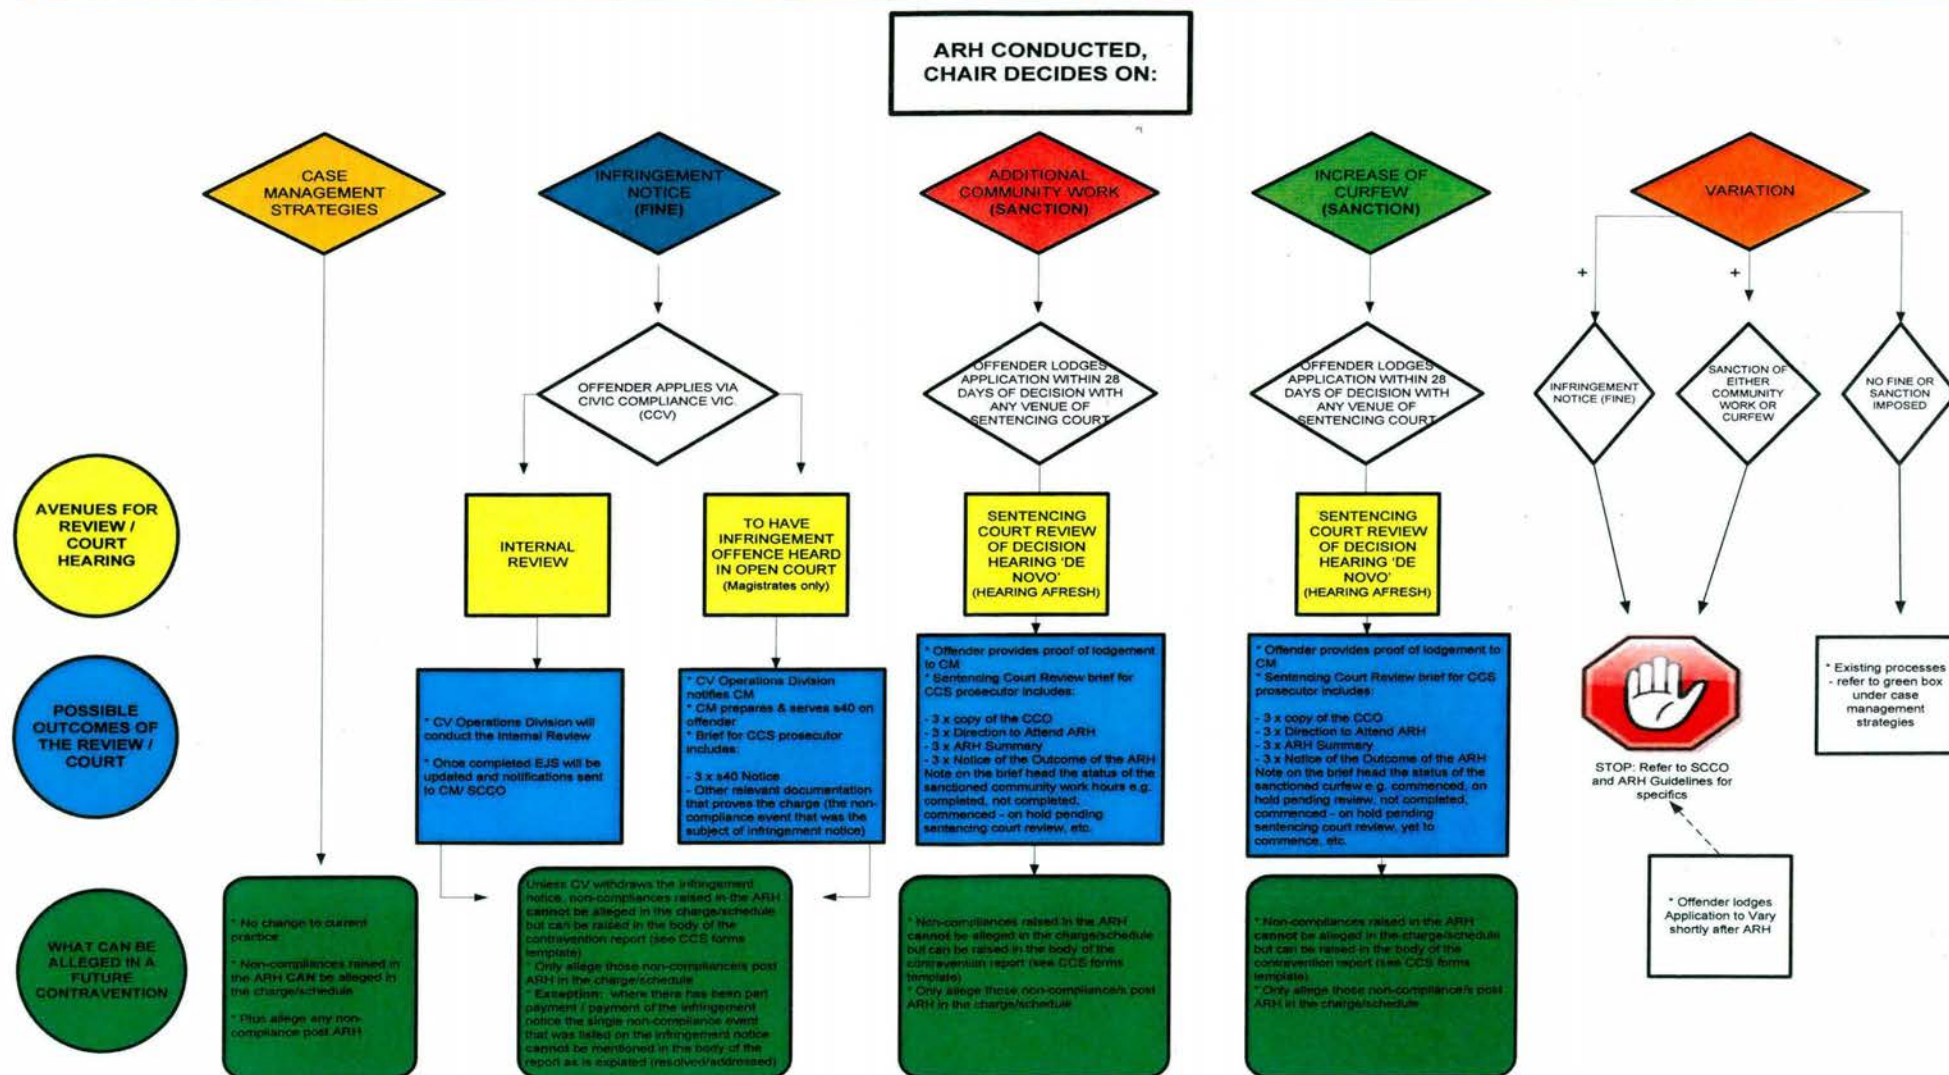 ARH CONDUCTED,
CHAIR DECIDES ON:
CASE
MANAGEMENT
STRATEGIES
INFRINGEMENT
NOTICE
(FINE)
ADDITIONAL
COMMUNITY WORK
(SANCTION)
INCREASE OF
CURFEW
(SANCTION)
VARIATION
+
+
OFFENDER APPLIES VIA
CIVIC COMPLIANCE VIC.
(CCV)
OFFENDER LODGES
APPLICATION WITHIN 28
DAYS OF DECISION WITH
ANY VENUE OF
SENTENCING COURT
OFFENDER LODGES
APPLICATION WITHIN 28
DAYS OF DECISION WITH
ANY VENUE OF
SENTENCING COURT
INFRINGEMENT
NOTICE (FINE)
SANCTION OF
EITHER
COMMUNITY
WORK OR
CURFEW
NO FINE OR
SANCTION
IMPOSED
AVENUES FOR
REVIEW /
COURT
HEARING
INTERNAL
REVIEW
TO HAVE
INFRINGEMENT
OFFENCE HEARD
IN OPEN COURT
(Magistrates only)
SENTENCING
COURT REVIEW
OF DECISION
HEARING 'DE
NOVO'
(HEARING AFRESH)
SENTENCING
COURT REVIEW
OF DECISION
HEARING 'DE
NOVO'
(HEARING AFRESH)
POSSIBLE
OUTCOMES OF
THE REVIEW /
COURT
* CV Operations Division will
conduct the Internal Review
* Once completed EJS will be
updated and notifications sent
to CM/ SCCO
* CV Operations Division
notifies CM
* CM prepares & serves s40 on
offender
* Brief for CCS prosecutor
includes:
- 3 x s40 Notice
- Other relevant documentation
that proves the charge (the non-
compliance event that was the
subject of infringement notice)
* Offender provides proof of lodgement
to CM
* Sentencing Court Review brief for
CCS prosecutor includes:
- 3 x copy of the CCO
- 3 x Direction to Attend ARH
- 3 x ARH Summary
- 3 x Notice of the Outcome of the ARH
Note on the brief head the status of the
sanctioned community work hours e.g.
completed, not completed,
commenced - on hold pending
sentencing court review, etc.
* Offender provides proof of lodgement to
CM
* Sentencing Court Review brief for CCS
prosecutor includes:
- 3 x copy of the CCO
- 3 x Direction to Attend ARH
- 3 x ARH Summary
- 3 x Notice of the Outcome of the ARH
Note on the brief head the status of the
sanctioned curfew e.g. commenced, on
hold pending review, not completed,
commenced - on hold pending
sentencing court review, yet to
commence, etc.
STOP: Refer to SCCO
and ARH Guidelines for
specifics
* Existing processes
- refer to green box
under case
management
strategies
* Offender lodges
Application to Vary
shortly after ARH
WHAT CAN BE
ALLEGED IN A
FUTURE
CONTRAVENTION
* No change to current
practice
* Non-compliances raised in
the ARH CAN be alleged in
the charge/schedule
* Plus allege any non-
compliance post ARH
Unless CV withdraws the infringement
notice, non-compliances raised in the ARH
cannot be alleged in the charge/schedule
but can be raised in the body of the
contravention report (see CCS forms
template)
* Only allege those non-compliance/s post
ARH in the charge/schedule
* Exception: where there has been part
payment / payment of the infringement
notice the single non-compliance event
that was listed on the infringement notice
cannot be mentioned in the body of the
report as is expiated (resolved/addressed)
* Non-compliances raised in the ARH
cannot be alleged in the charge/schedule
but can be raised in the body of the
contravention report (see CCS forms
template)
* Only allege those non-compliance/s post
ARH in the charge/schedule
* Non-compliances raised in the ARH
cannot be alleged in the charge/schedule
but can be raised in the body of the
contravention report (see CCS forms
template)
* Only allege those non-compliance/s post
ARH in the charge/schedule